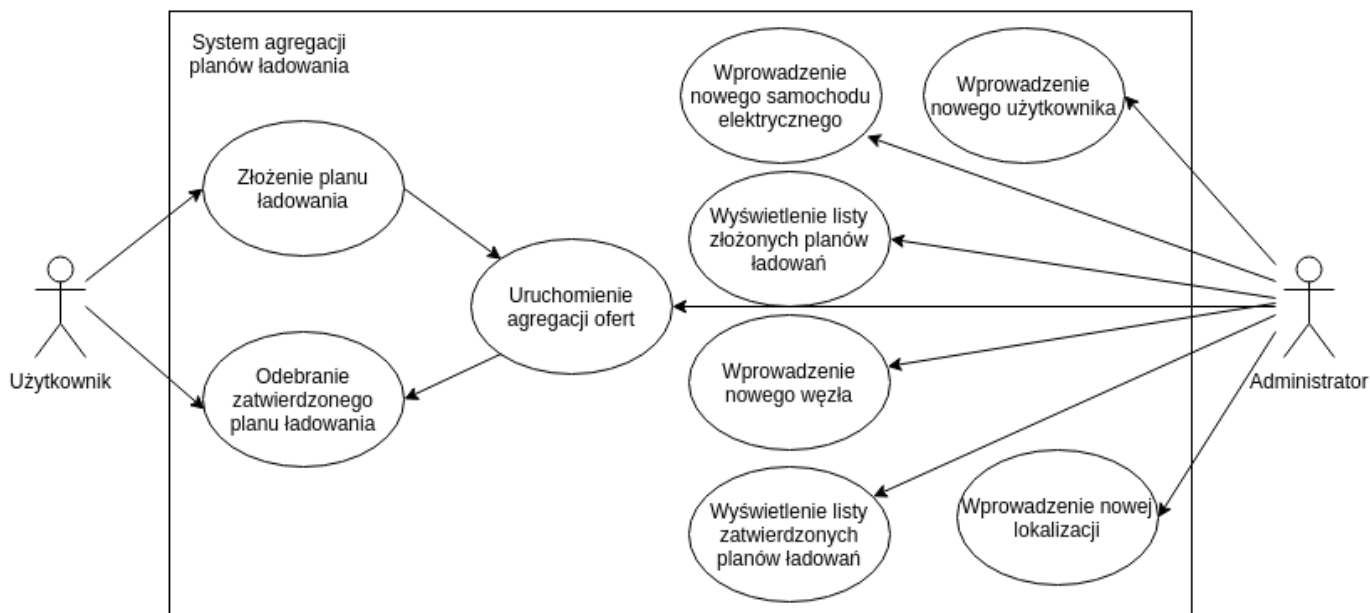 System agregacji
planów ładowania
Wprowadzenie
nowego samochodu
elektrycznego
Wprowadzenie
nowego użytkownika
Złożenie planu
ładowania
Wyświetlenie listy
złożonych planów
ładowań
Uruchomienie
agregacji ofert
Użytkownik
Odebranie
zatwierdzonego
planu ładowania
Wprowadzenie
nowego węzła
Administrator
Wyświetlenie listy
zatwierdzonych
planów ładowań
Wprowadzenie nowej
lokalizacji